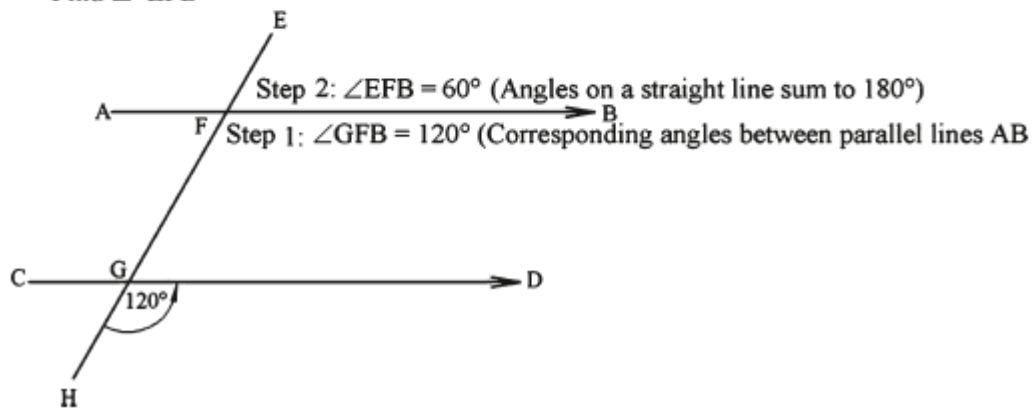 E
Step 2: ∠EFB = 60° (Angles on a straight line sum to 180°)
A
B
F
Step 1: ∠GFB = 120° (Corresponding angles between parallel lines AB
G
C
D
120°
H